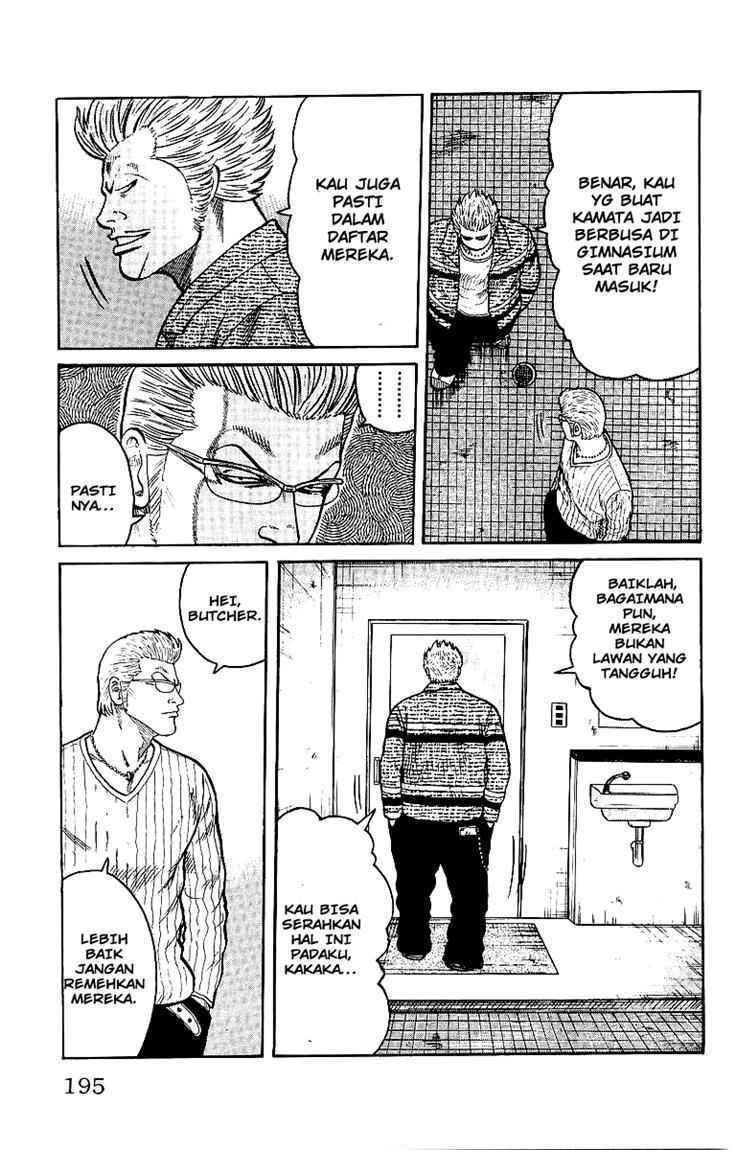 BENAR, KAU
YG BUAT
KAMATA JADI
BERBUSA DI
GIMNASIUM
SAAT BARU
MASUK!
KAU JUGA
PASTI
DALAM
DAFTAR
MEREKA.
......
PASTI
NYA...
BAIKLAH,
BAGAIMANA
PUN,
MEREKA
BUKAN
LAWAN YANG
TANGGUH!
KAU BISA
SERAHKAN
HAL INI
PADAKU,
KAKAKA...
HEI,
BUTCHER.
LEBIH
BAIK
JANGAN
REMEHKAN
MEREKA.
195